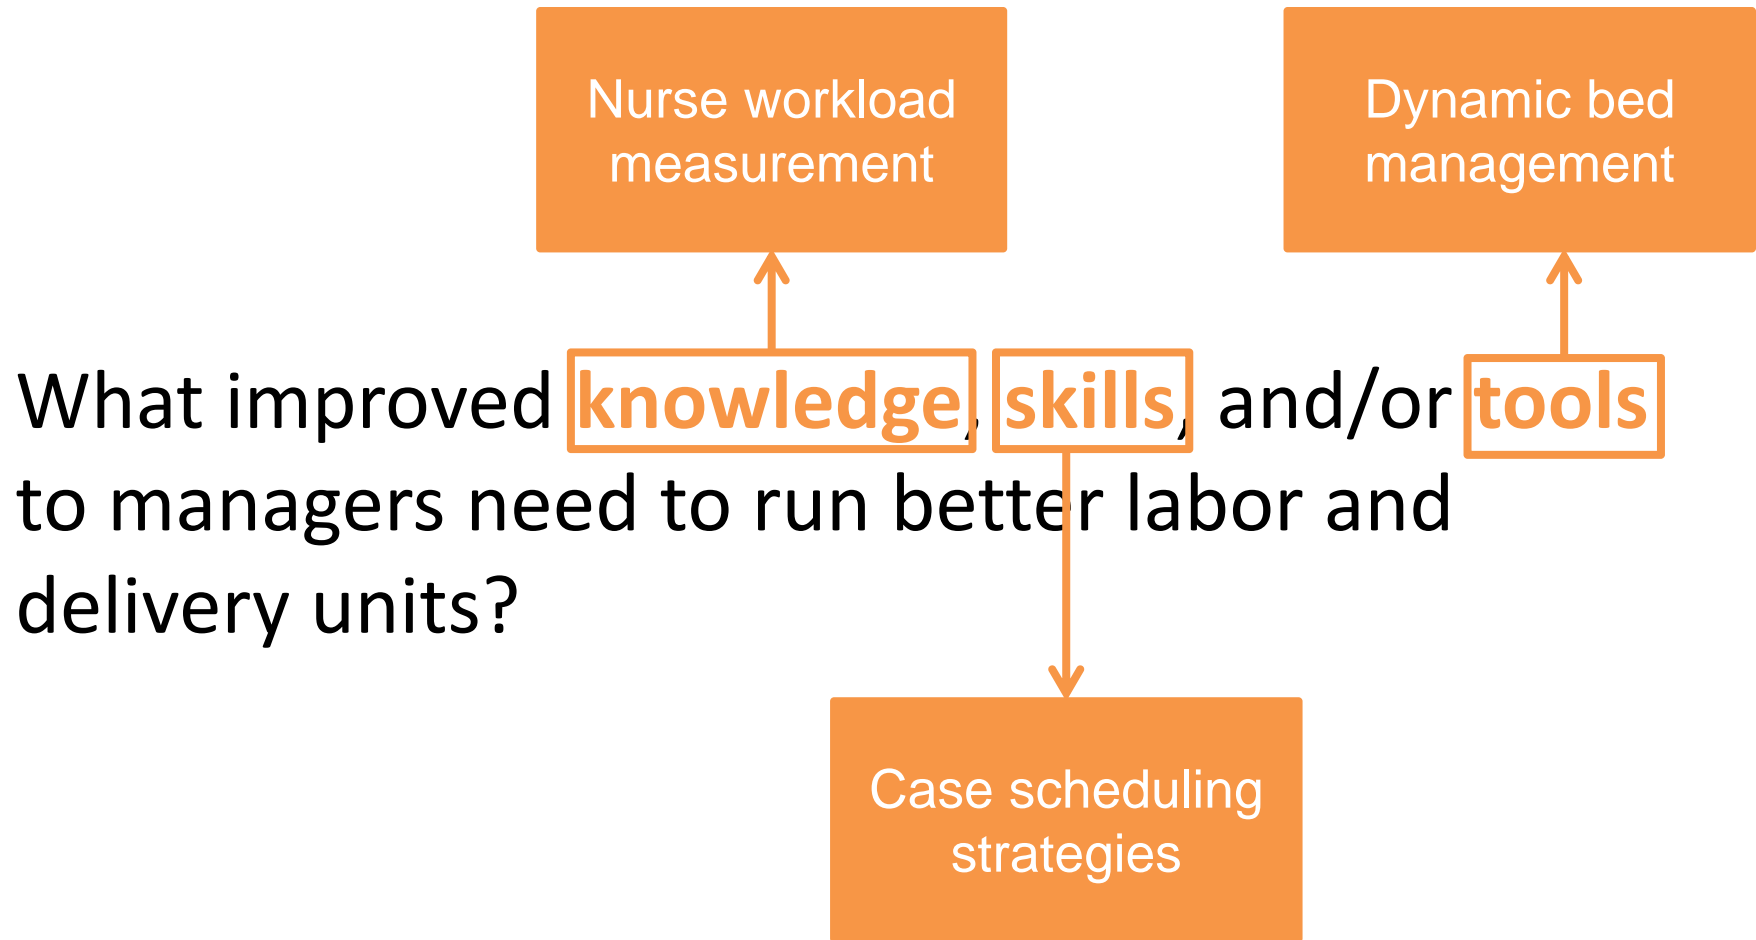 Nurse workload
measurement
Dynamic bed
management
What improved knowledge, skills, and/or tools
to managers need to run better labor and
delivery units?
Case scheduling
strategies